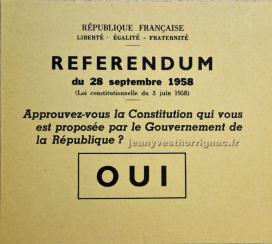 RÉPUBLIQUE FRANÇAISE
LIBERTÉ - ÉGALITÉ - FRATERNITÉ
REFERENDUM
du 28 septembre 1958
(Loi constitutionnelle du 3 juin 1958)
Approuvez-vous la Constitution qui vous
est proposée par le Gouvernement de
la République ?
jeanyvesthorrignac.fr
OUI